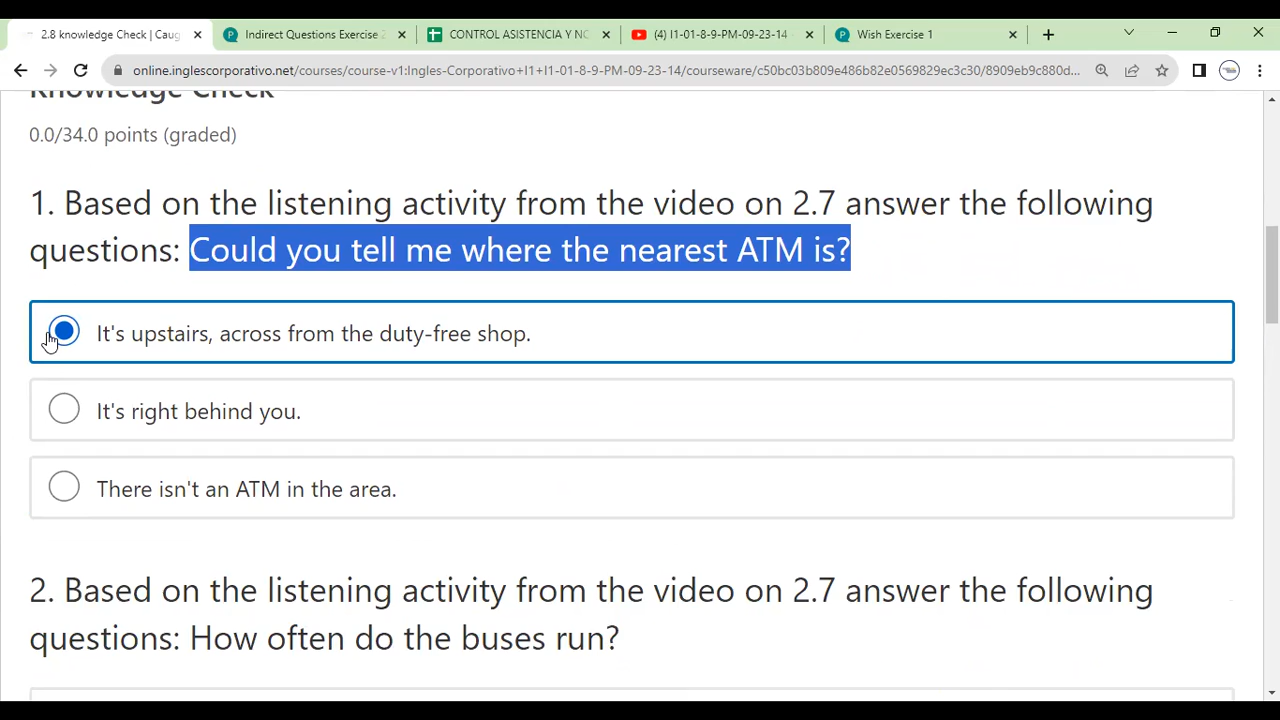 2.8 knowledge Check | Caug
Indirect Questions Exercise 2
CONTROL ASISTENCIA Y NO
(4) I1-01-8-9-PM-09-23-14
Wish Exercise 1
online.inglescorporativo.net/courses/course-v1:Ingles-Corporativo+I1+I1-01-8-9-PM-09-23-14/courseware/c50bc03b809e486b82e0569829ec3c30/8909eb9c880d...
Knowledge Check
0.0/34.0 points (graded)
1. Based on the listening activity from the video on 2.7 answer the following
questions: Could you tell me where the nearest ATM is?
It's upstairs, across from the duty-free shop.
It's right behind you.
There isn't an ATM in the area.
2. Based on the listening activity from the video on 2.7 answer the following
questions: How often do the buses run?